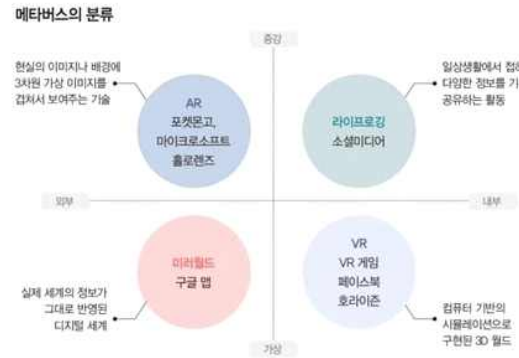 메타버스의 분류
증강
현실의 이미지나 배경에
3차원 가상 이미지를
겹쳐서 보여주는 기술
AR
포켓몬고,
마이크로소프트
홀로렌즈
라이프로깅
소셜미디어
일상생활에서 접하
다양한 정보를 기
공유하는 활동
외부
내부
미러월드
구글 맵
실제 세계의 정보가
그대로 반영된
디지털 세계
VR
VR 게임
페이스북
호라이즌
컴퓨터 기반의
시뮬레이션으로
구현된 3D 월드
가상